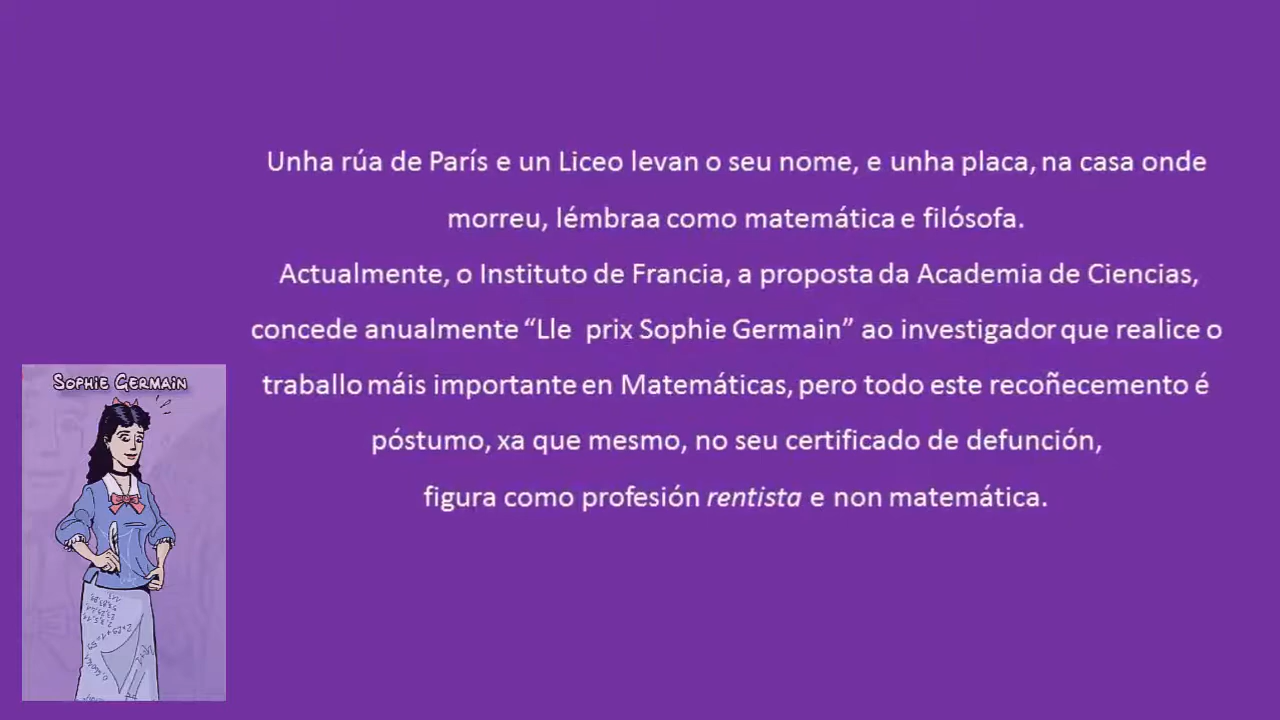 Unha rúa de París e un Liceo levan o seu nome, e unha placa, na casa onde
morreu, lémbraa como matemática e filósofa.
Actualmente, o Instituto de Francia, a proposta da Academia de Ciencias,
concede anualmente “Lle prix Sophie Germain” ao investigador que realice o
traballo máis importante en Matemáticas, pero todo este recoñecemento é
póstumo, xa que mesmo, no seu certificado de defunción,
figura como profesión rentista e non matemática.
SOPHIE GERMAIN